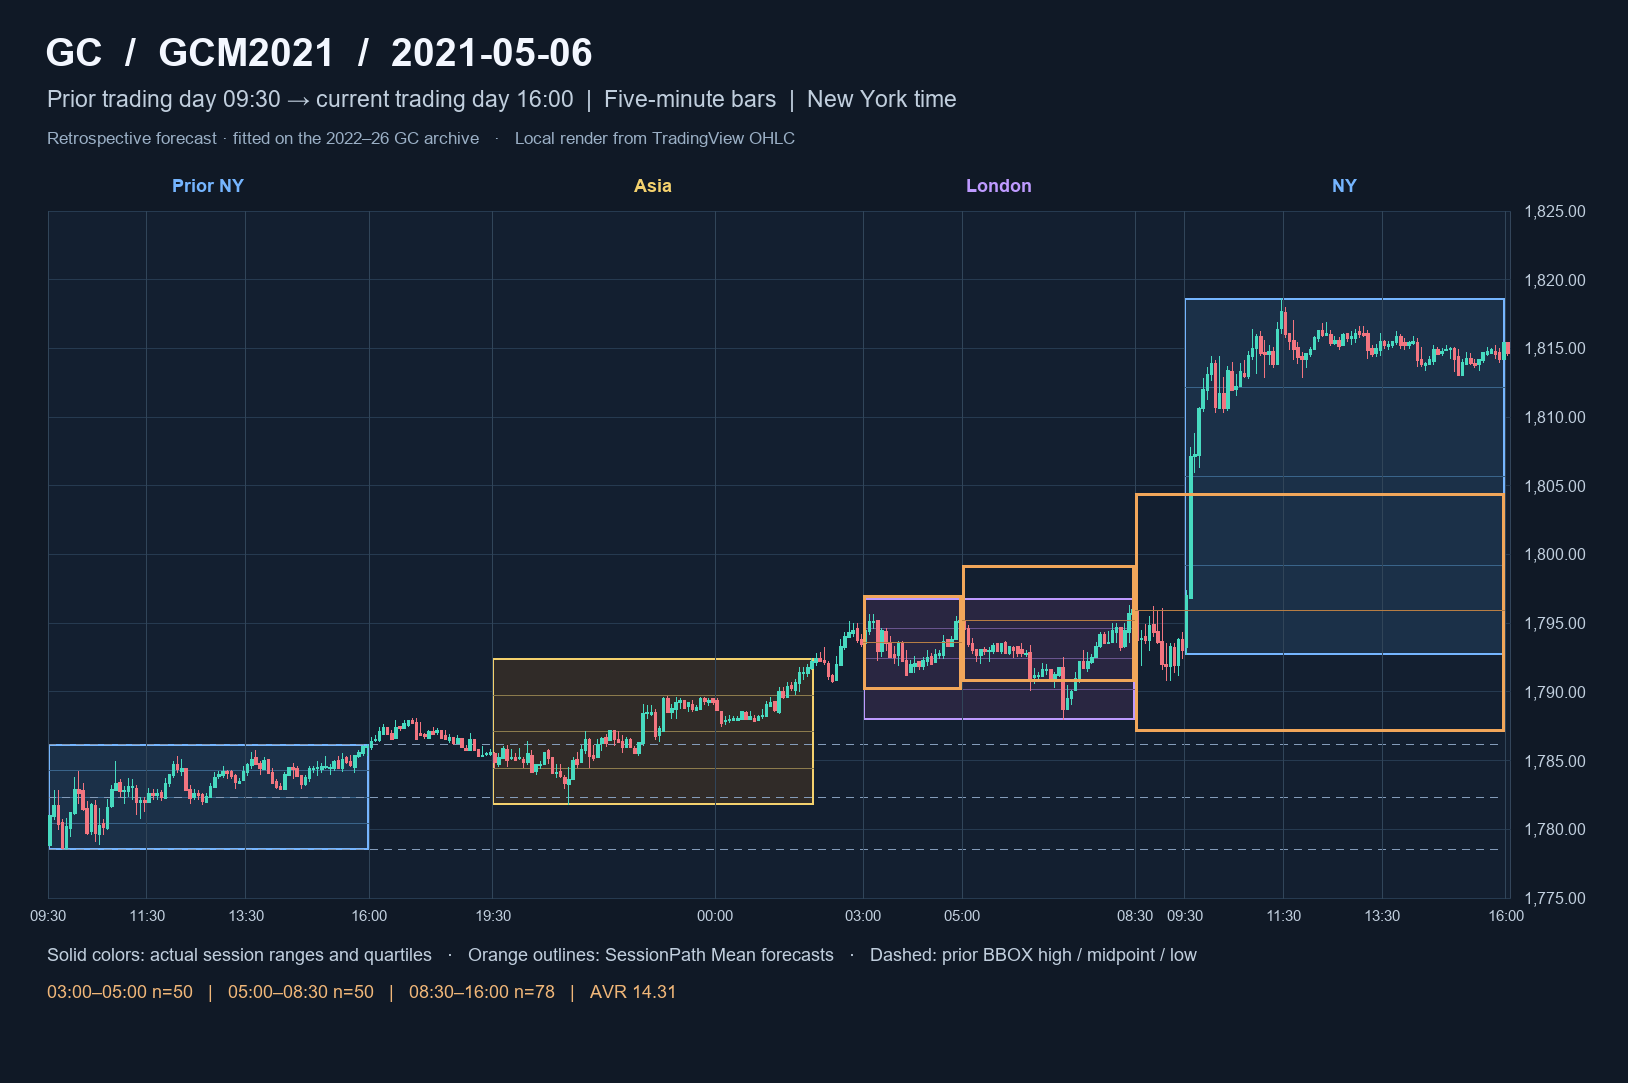 GC / GCM2021 / 2021-05-06
Prior trading day 09:30 → current trading day 16:00 | Five-minute bars | New York time
Retrospective forecast · fitted on the 2022–26 GC archive · Local render from TradingView OHLC
Prior NY Asia London NY
1,825.00
1,820.00
1,815.00
1,810.00
1,805.00
1,800.00
1,795.00
1,790.00
1,785.00
1,780.00
1,775.00
09:30 11:30 13:30 16:00 19:30 00:00 03:00 05:00 08:30 09:30 11:30 13:30 16:00
Solid colors: actual session ranges and quartiles · Orange outlines: SessionPath Mean forecasts · Dashed: prior BBOX high / midpoint / low
03:00–05:00 n=50 | 05:00–08:30 n=50 | 08:30–16:00 n=78 | AVR 14.31